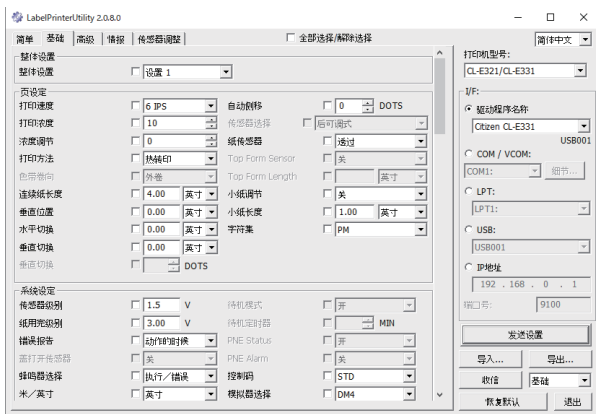 LabelPrinterUtility 2.0.8.0
简单 基础 高级 情报 传感器调整 全部选择/解除选择 简体中文
整体设置
整体设置 设置 1
页设定
打印速度 6 IPS 自动侧移 0 DOTS
打印浓度 10 传感器选择 后可调式
浓度调节 0 纸传感器 透过
打印方法 热转印 Top Form Sensor 关
色带卷向 外卷 Top Form Length 英寸
连续纸长度 4.00 英寸 小纸调节 关
垂直位置 0.00 英寸 小纸长度 1.00 英寸
水平切换 0.00 英寸 字符集 PM
垂直切换 0.00 英寸
垂直切换 DOTS
系统设定
传感器级别 1.5 V 待机模式 开
纸用完级别 3.00 V 待机定时器 MIN
错误报告 动作的时候 PNE Status 开
盖打开传感器 关 PNE Alarm 关
蜂鸣器选择 执行/错误 控制码 STD
米/英寸 英寸 模拟器选择 DM4
打印机型号:
CL-E321/CL-E331
I/F:
驱动程序名称
Citizen CL-E331
USB001
COM / VCOM:
COM1: 细节...
LPT:
LPT1:
USB:
USB001
IP地址
192 . 168 . 0 . 1
端口号: 9100
发送设置
导入... 导出...
收信 基础
恢复默认 退出